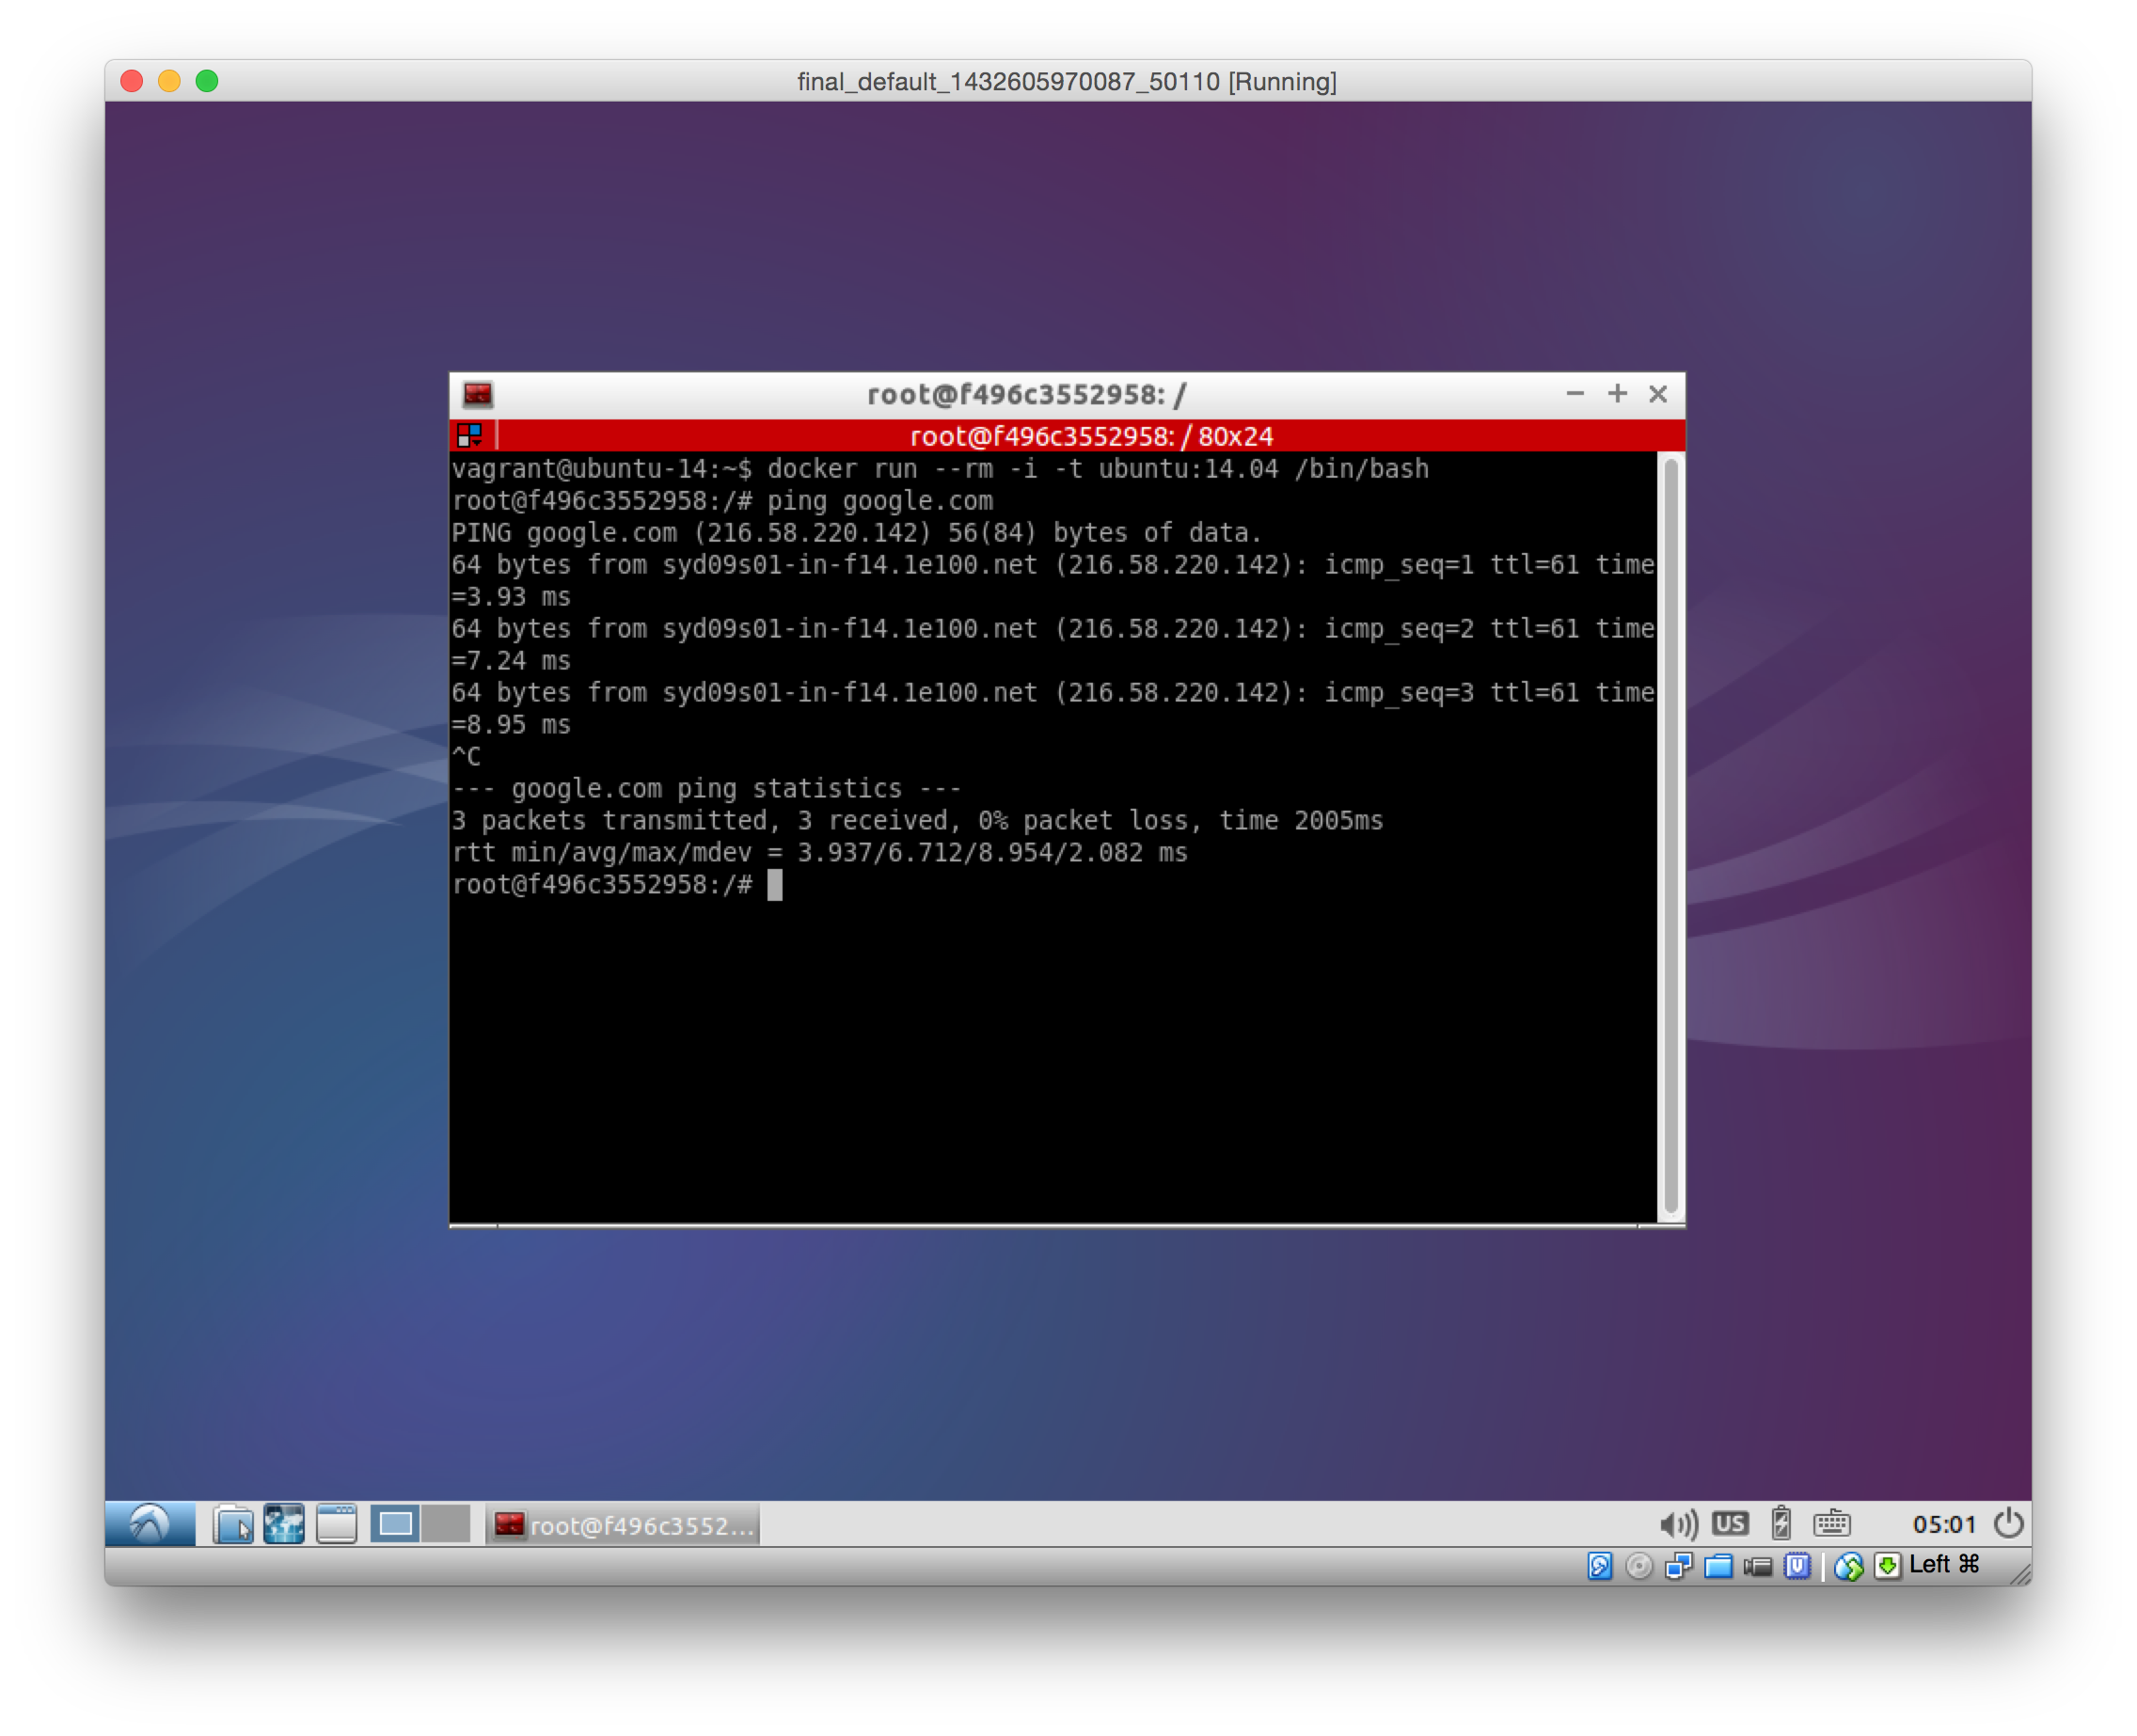 final_default_1432605970087_50110 [Running]
root@f496c3552958: /
root@f496c3552958: / 80x24
vagrant@ubuntu-14:~$ docker run --rm -i -t ubuntu:14.04 /bin/bash
root@f496c3552958:/# ping google.com
PING google.com (216.58.220.142) 56(84) bytes of data.
64 bytes from syd09s01-in-f14.1e100.net (216.58.220.142): icmp_seq=1 ttl=61 time
=3.93 ms
64 bytes from syd09s01-in-f14.1e100.net (216.58.220.142): icmp_seq=2 ttl=61 time
=7.24 ms
64 bytes from syd09s01-in-f14.1e100.net (216.58.220.142): icmp_seq=3 ttl=61 time
=8.95 ms
^C
--- google.com ping statistics ---
3 packets transmitted, 3 received, 0% packet loss, time 2005ms
rtt min/avg/max/mdev = 3.937/6.712/8.954/2.082 ms
root@f496c3552958:/#
root@f496c3552... US 05:01
Left ⌘